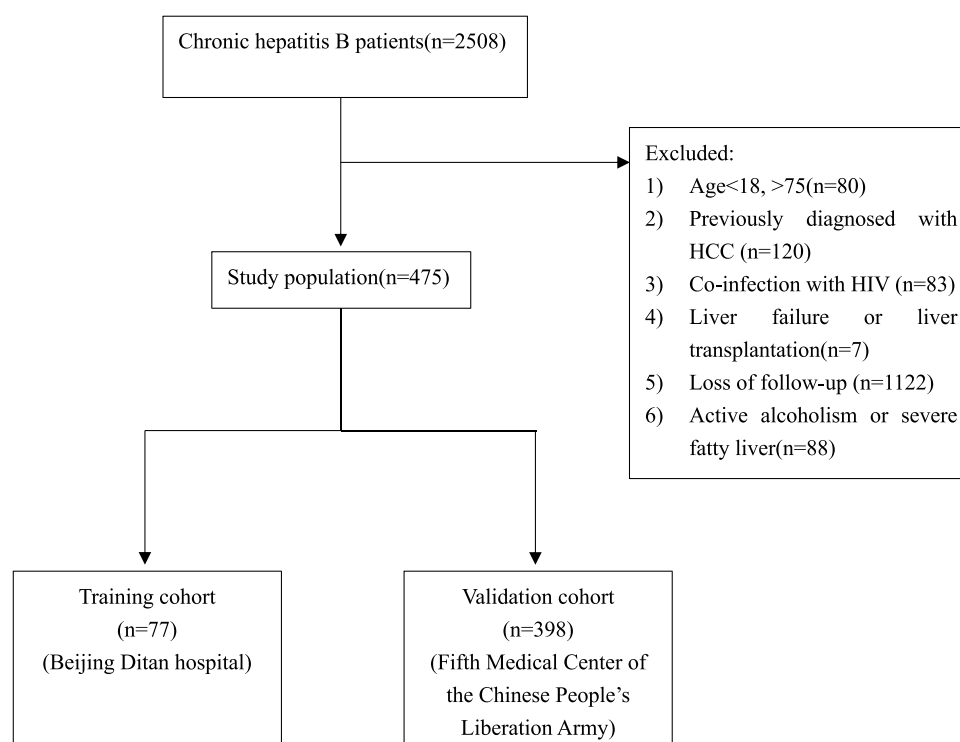 Chronic hepatitis B patients(n=2508)
Excluded:
1) Age<18, >75(n=80)
2) Previously diagnosed with
HCC (n=120)
3) Co-infection with HIV (n=83)
4) Liver failure or liver
transplantation(n=7)
5) Loss of follow-up (n=1122)
6) Active alcoholism or severe
fatty liver(n=88)
Study population(n=475)
Training cohort
(n=77)
(Beijing Ditan hospital)
Validation cohort
(n=398)
(Fifth Medical Center of
the Chinese People’s
Liberation Army)